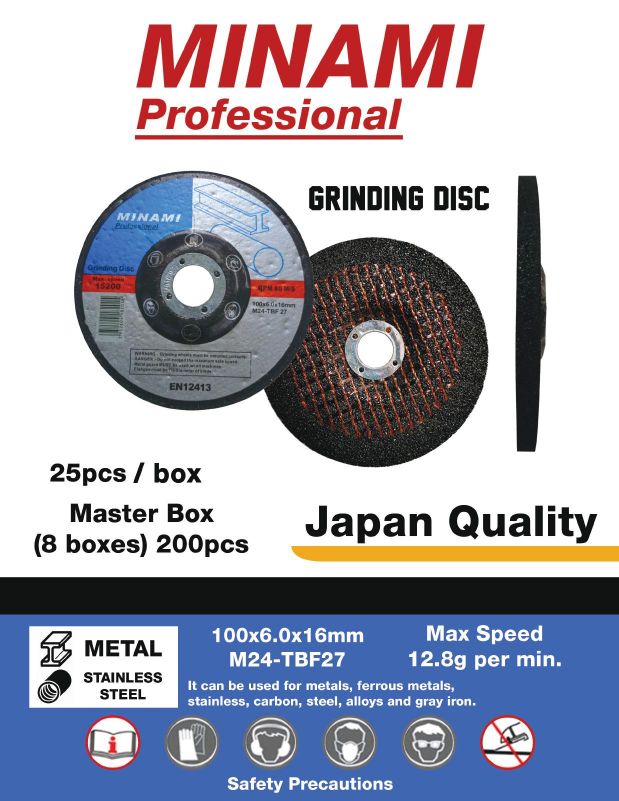 MINAMI
Professional
GRINDING DISC
MINAMI
Professional
Grinding Disc
15200
RPM 80 M/S
100x6.0x16mm
M24-TBF 27
EN12413
25pcs / box
Master Box
(8 boxes) 200pcs
Japan Quality
METAL
STAINLESS
STEEL
100x6.0x16mm
M24-TBF27
Max Speed
12.8g per min.
It can be used for metals, ferrous metals,
stainless, carbon, steel, alloys and gray iron.
Safety Precautions